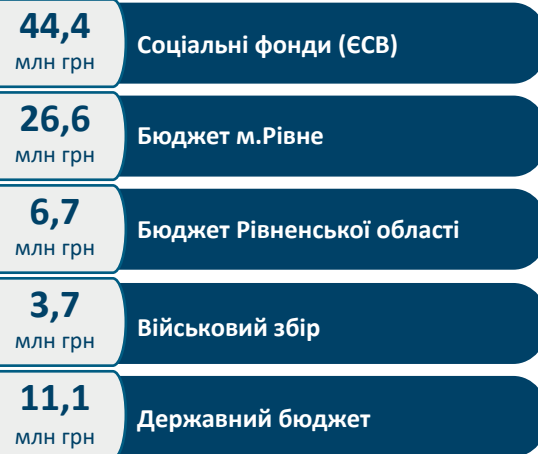 44,4
млн грн
Соціальні фонди (ЄСВ)
26,6
млн грн
Бюджет м.Рівне
6,7
млн грн
Бюджет Рівненської області
3,7
млн грн
Військовий збір
11,1
млн грн
Державний бюджет